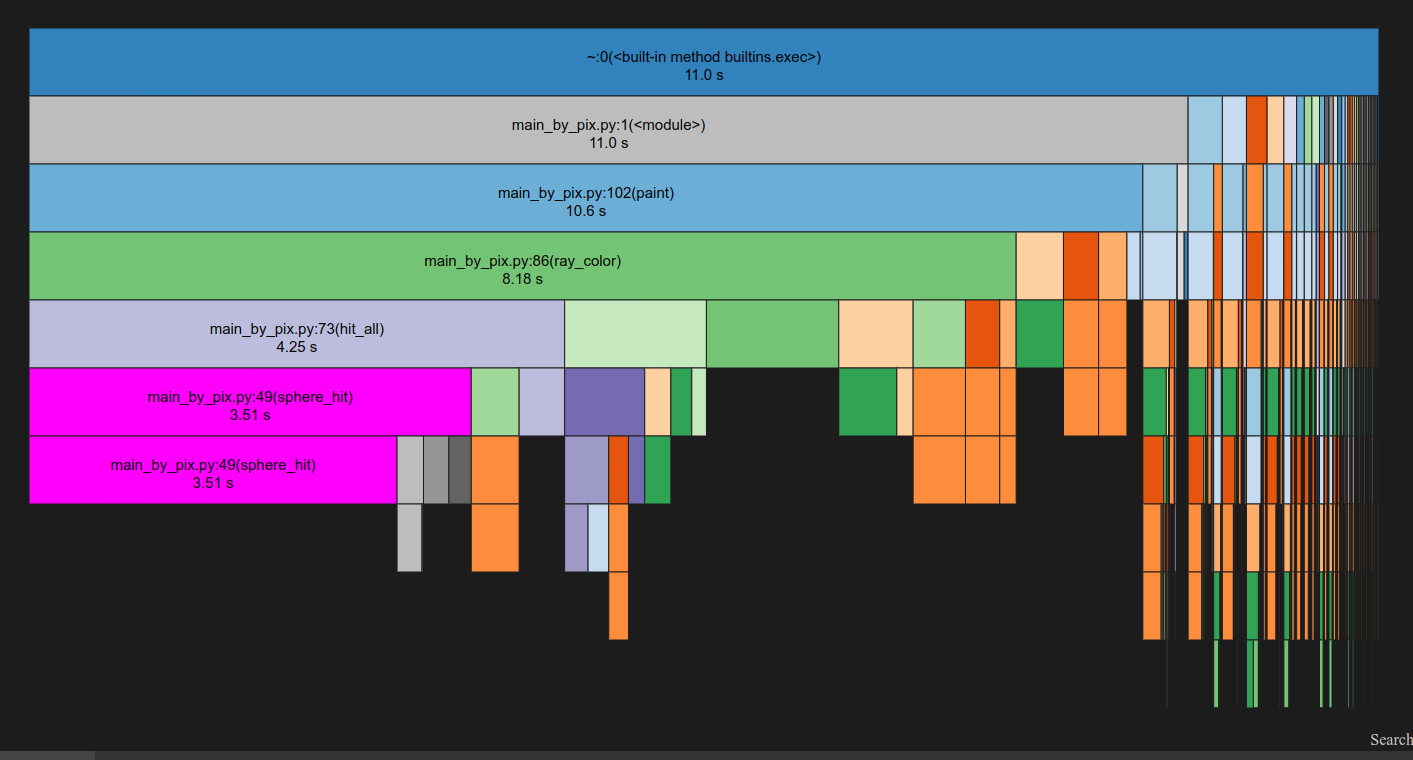 ~:0(<built-in method builtins.exec>)
11.0 s
main_by_pix.py:1(<module>)
11.0 s
main_by_pix.py:102(paint)
10.6 s
main_by_pix.py:86(ray_color)
8.18 s
main_by_pix.py:73(hit_all)
4.25 s
main_by_pix.py:49(sphere_hit)
3.51 s
main_by_pix.py:49(sphere_hit)
3.51 s
Search